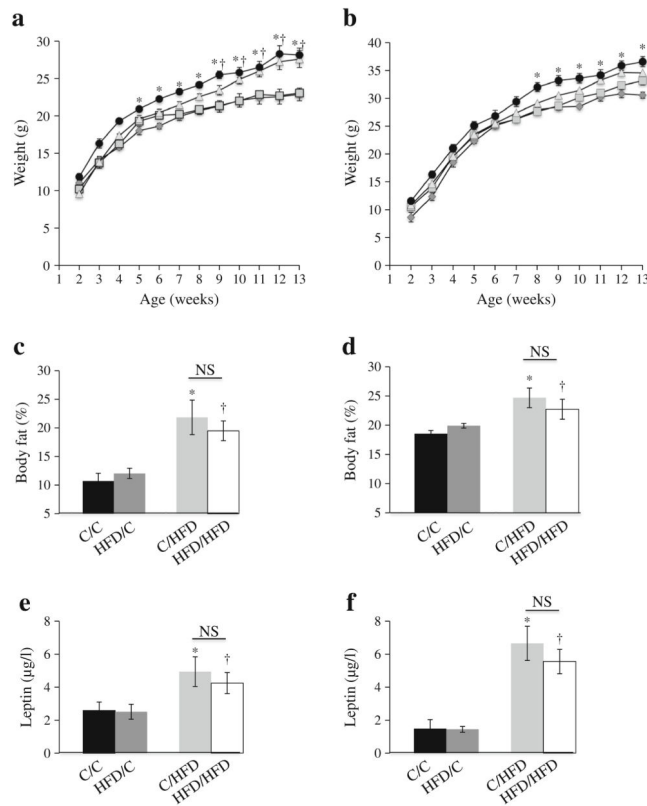 a
Weight (g)
30
25
20
15
10
5
0
* * * * *† *† *† *† *†
1 2 3 4 5 6 7 8 9 10 11 12 13
Age (weeks)
b
Weight (g)
40
35
30
25
20
15
10
5
0
* * * * * *
1 2 3 4 5 6 7 8 9 10 11 12 13
Age (weeks)
c
Body fat (%)
30
25
20
15
10
5
NS
* †
C/C HFD/C C/HFD HFD/HFD
d
Body fat (%)
30
25
20
15
10
5
NS
* †
C/C HFD/C C/HFD HFD/HFD
e
Leptin (µg/l)
8
6
4
2
0
NS
* †
C/C HFD/C C/HFD HFD/HFD
f
Leptin (µg/l)
8
6
4
2
0
NS
* †
C/C HFD/C C/HFD HFD/HFD